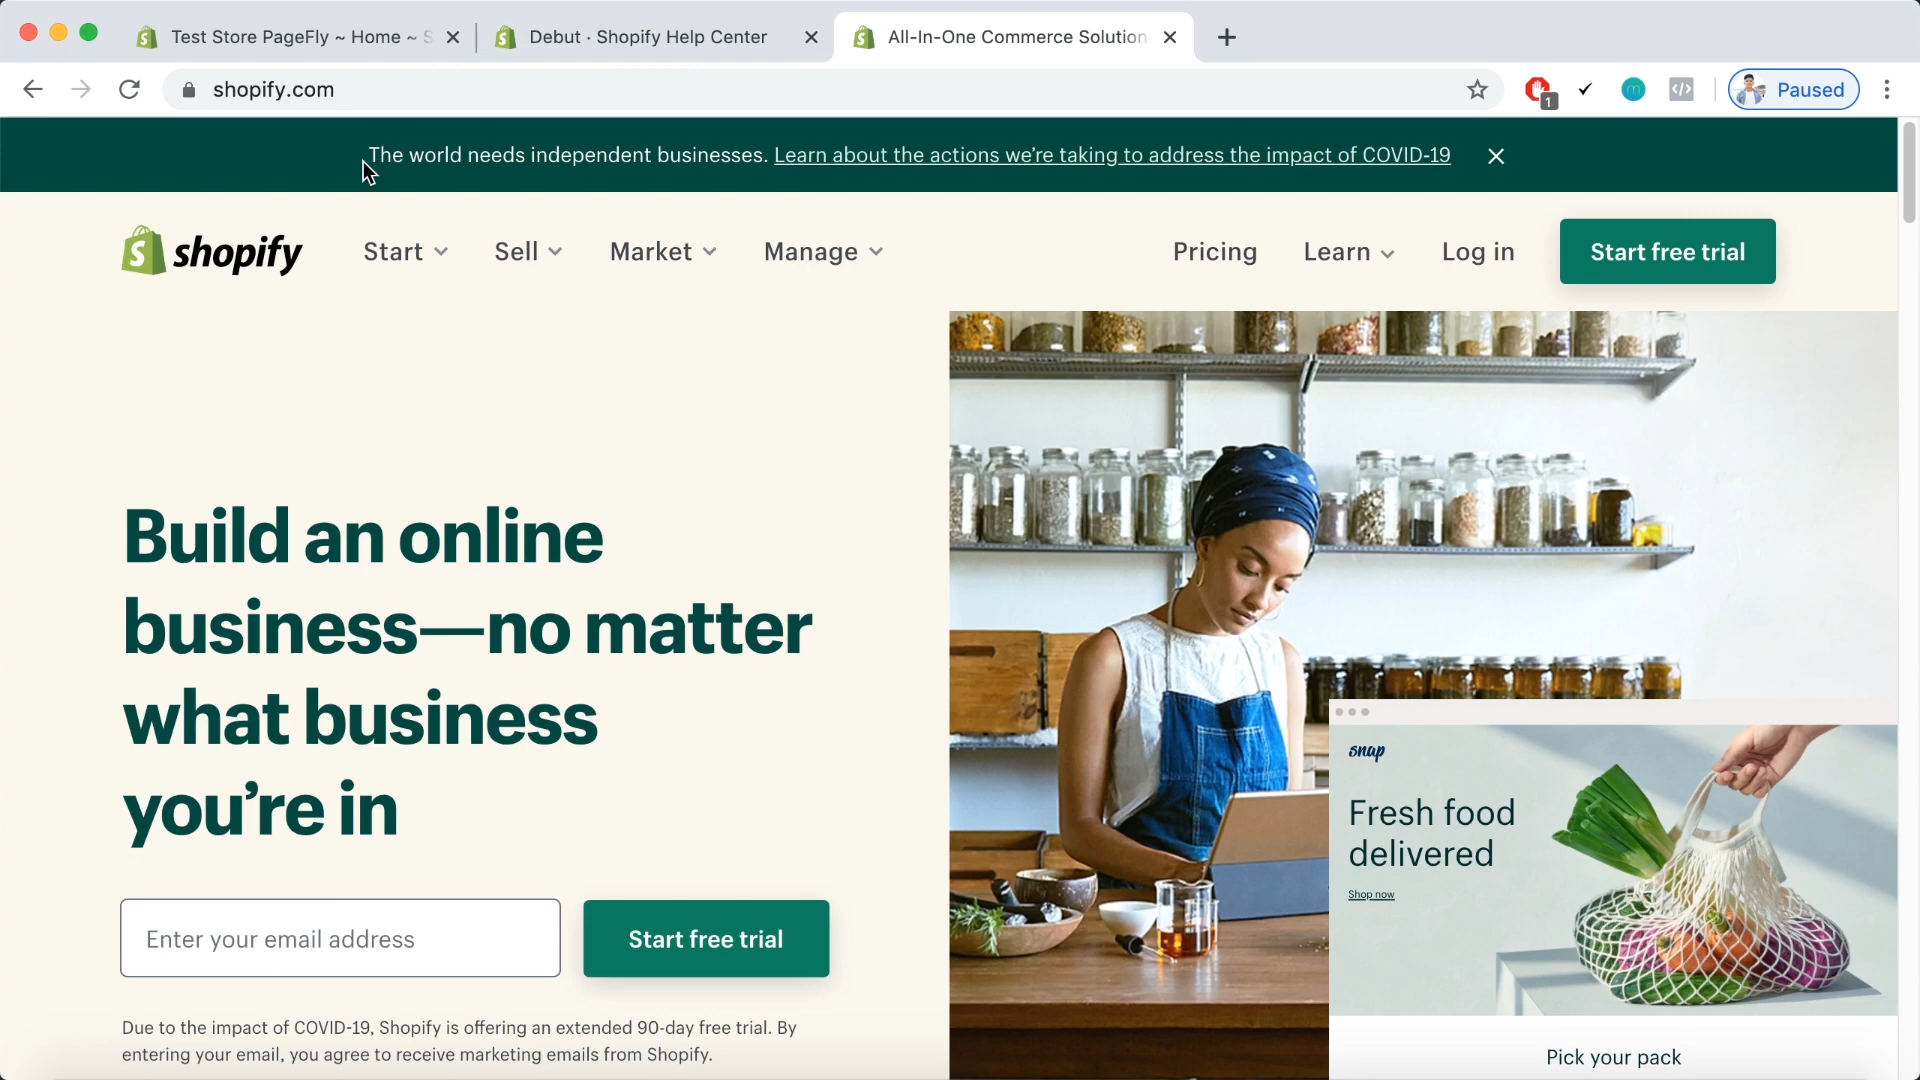 Test Store PageFly ~ Home ~ S
Debut · Shopify Help Center
All-In-One Commerce Solution
shopify.com
1
Paused
The world needs independent businesses. Learn about the actions we're taking to address the impact of COVID-19
shopify
Start
Sell
Market
Manage
Pricing
Learn
Log in
Start free trial
Build an online
business—no matter
what business
you're in
Enter your email address
Start free trial
Due to the impact of COVID-19, Shopify is offering an extended 90-day free trial. By
entering your email, you agree to receive marketing emails from Shopify.
snap
Fresh food
delivered
Shop now
Pick your pack